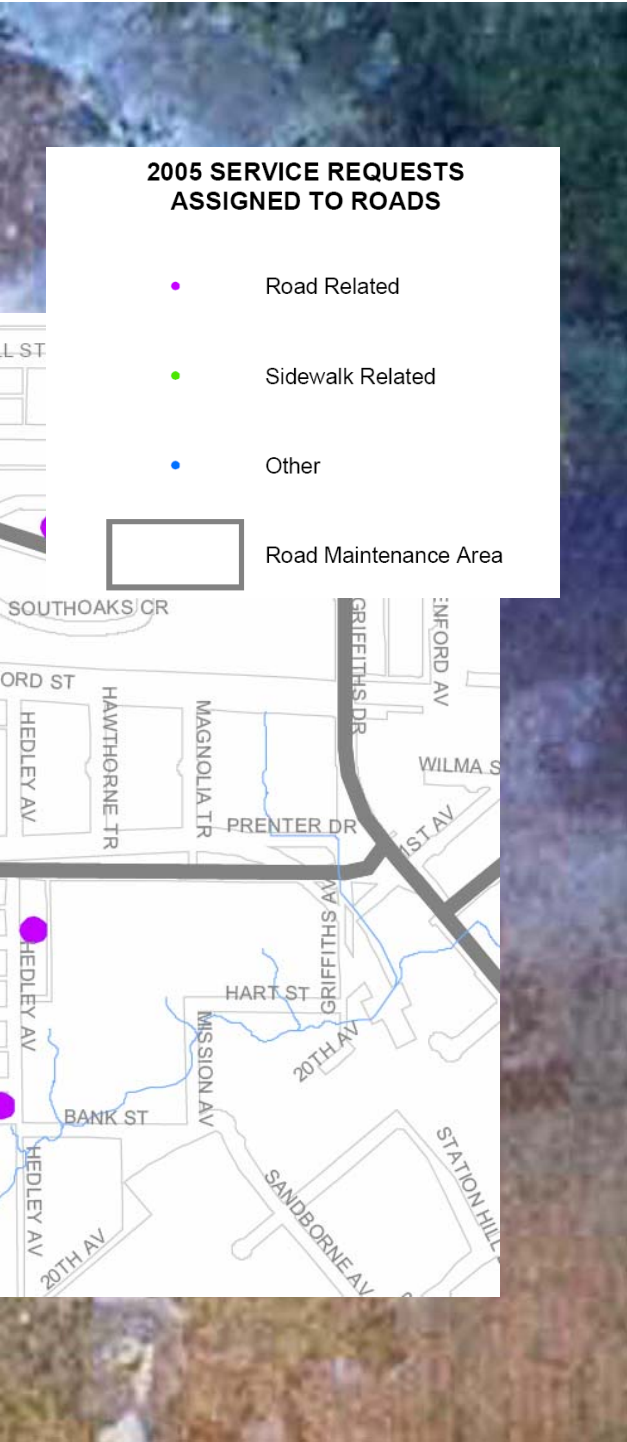 2005 SERVICE REQUESTS
ASSIGNED TO ROADS
Road Related
Sidewalk Related
Other
Road Maintenance Area
LL ST
SOUTHOAKS CR
ORD ST
HEDLEY AV
HAWTHORNE TR
MAGNOLIA TR
GRIFFITHS DR
ENFORD AV
WILMA S
PRENTER DR
1ST AV
HEDLEY AV
GRIFFITHS AV
HART ST
MISSION AV
20TH AV
BANK ST
HEDLEY AV
20TH AV
SANDBORNE AV
STATION HILL